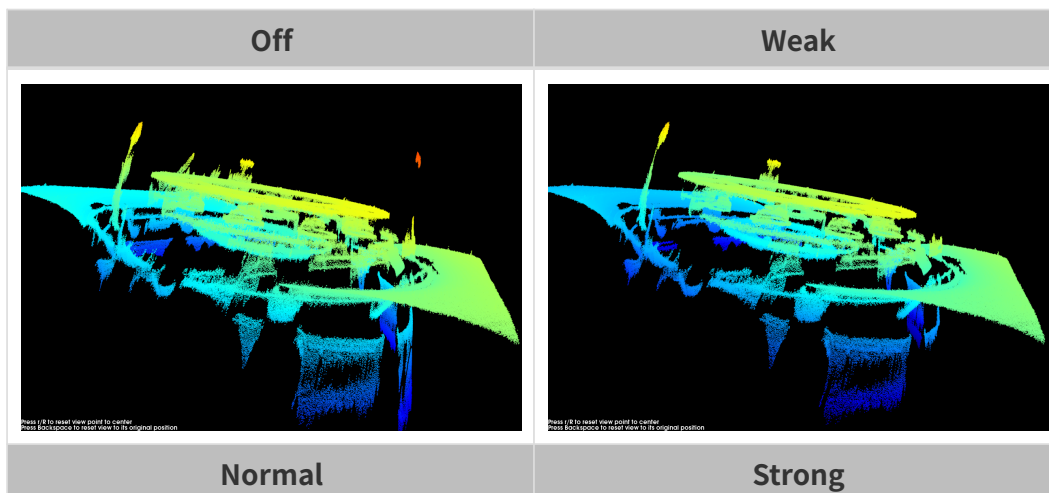 Off
Weak
Press r/R to reset view point to center
Press Backspace to reset view to its original position
Press r/R to reset view point to center
Press Backspace to reset view to its original position
Normal
Strong